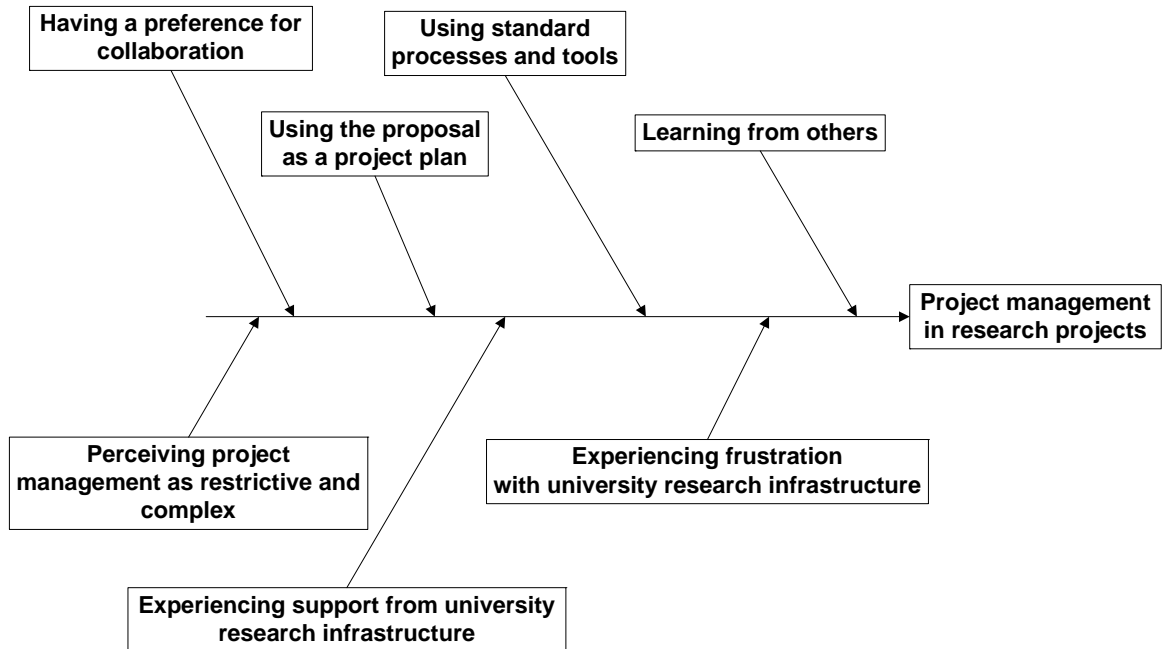 Having a preference for
collaboration
Using standard
processes and tools
Using the proposal
as a project plan
Learning from others
Project management
in research projects
Perceiving project
management as restrictive and
complex
Experiencing frustration
with university research infrastructure
Experiencing support from university
research infrastructure